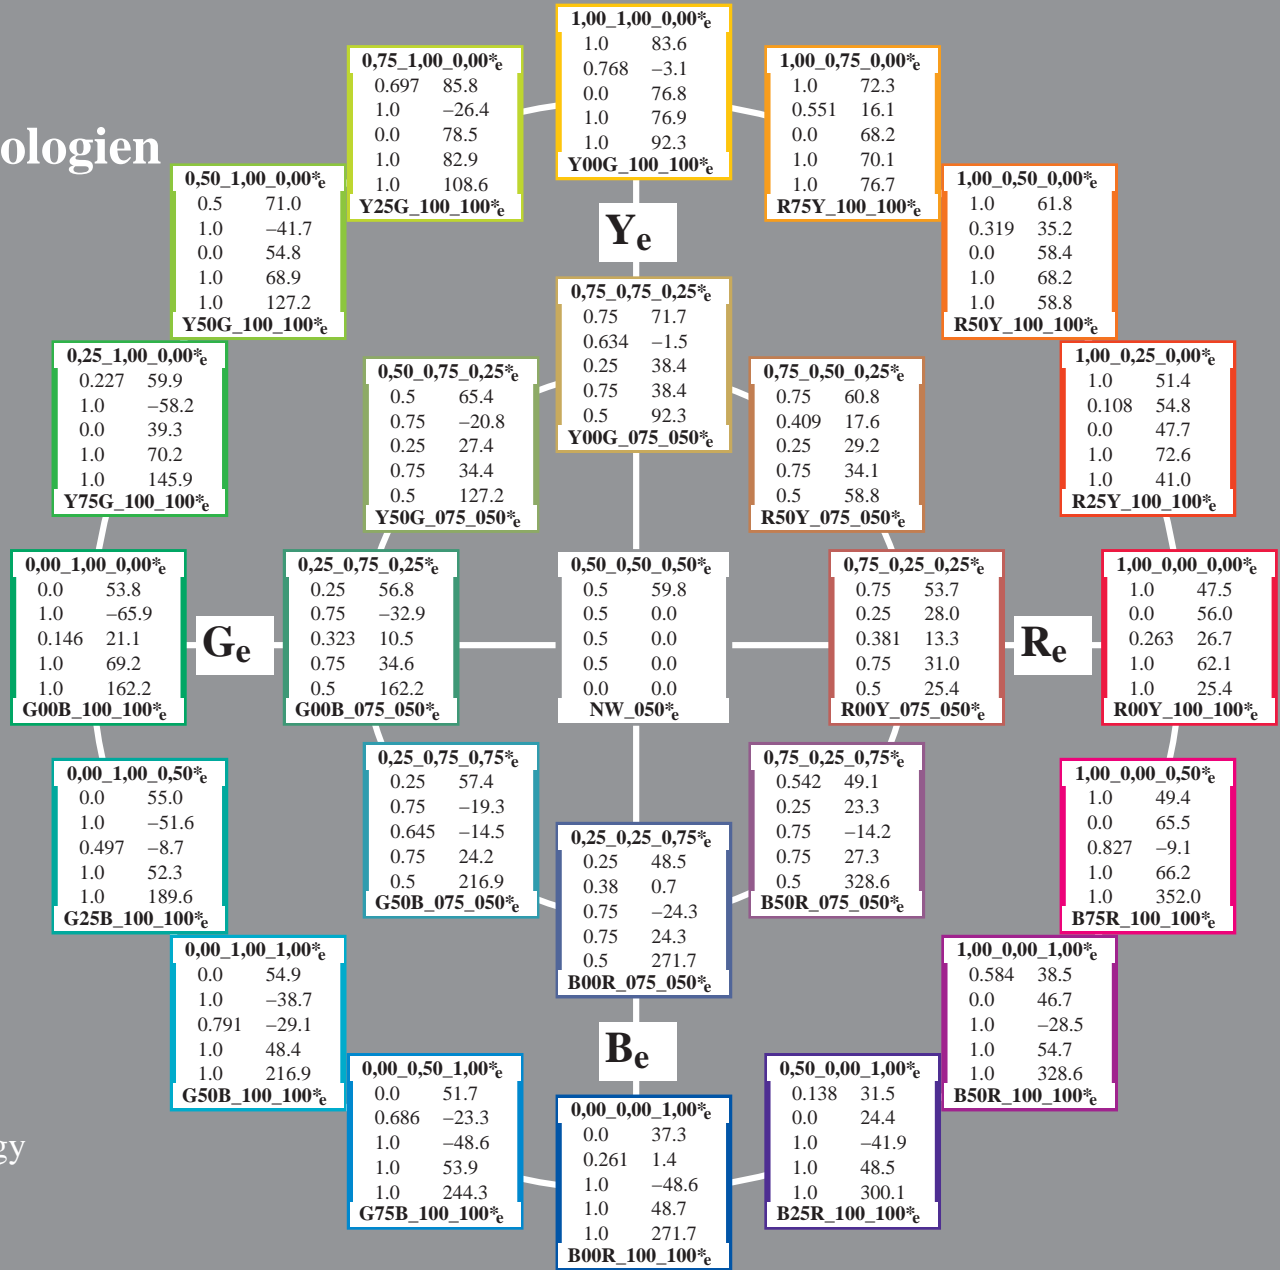 1,00_1,00_0,00*e
1.0 83.6
0.768 −3.1
0.0 76.8
1.0 76.9
1.0 92.3
Y00G_100_100*e
0,75_1,00_0,00*e
0.697 85.8
1.0 −26.4
0.0 78.5
1.0 82.9
1.0 108.6
Y25G_100_100*e
1,00_0,75_0,00*e
1.0 72.3
0.551 16.1
0.0 68.2
1.0 70.1
1.0 76.7
R75Y_100_100*e
ologien
0,50_1,00_0,00*e
0.5 71.0
1.0 −41.7
0.0 54.8
1.0 68.9
1.0 127.2
Y50G_100_100*e
Ye
1,00_0,50_0,00*e
1.0 61.8
0.319 35.2
0.0 58.4
1.0 68.2
1.0 58.8
R50Y_100_100*e
0,75_0,75_0,25*e
0.75 71.7
0.634 −1.5
0.25 38.4
0.75 38.4
0.5 92.3
Y00G_075_050*e
0,25_1,00_0,00*e
0.227 59.9
1.0 −58.2
0.0 39.3
1.0 70.2
1.0 145.9
Y75G_100_100*e
0,50_0,75_0,25*e
0.5 65.4
0.75 −20.8
0.25 27.4
0.75 34.4
0.5 127.2
Y50G_075_050*e
0,75_0,50_0,25*e
0.75 60.8
0.409 17.6
0.25 29.2
0.75 34.1
0.5 58.8
R50Y_075_050*e
1,00_0,25_0,00*e
1.0 51.4
0.108 54.8
0.0 47.7
1.0 72.6
1.0 41.0
R25Y_100_100*e
0,00_1,00_0,00*e
0.0 53.8
1.0 −65.9
0.146 21.1
1.0 69.2
1.0 162.2
G00B_100_100*e
Ge
0,25_0,75_0,25*e
0.25 56.8
0.75 −32.9
0.323 10.5
0.75 34.6
0.5 162.2
G00B_075_050*e
0,50_0,50_0,50*e
0.5 59.8
0.5 0.0
0.5 0.0
0.5 0.0
0.0 0.0
NW_050*e
0,75_0,25_0,25*e
0.75 53.7
0.25 28.0
0.381 13.3
0.75 31.0
0.5 25.4
R00Y_075_050*e
Re
1,00_0,00_0,00*e
1.0 47.5
0.0 56.0
0.263 26.7
1.0 62.1
1.0 25.4
R00Y_100_100*e
0,00_1,00_0,50*e
0.0 55.0
1.0 −51.6
0.497 −8.7
1.0 52.3
1.0 189.6
G25B_100_100*e
0,25_0,75_0,75*e
0.25 57.4
0.75 −19.3
0.645 −14.5
0.75 24.2
0.5 216.9
G50B_075_050*e
0,75_0,25_0,75*e
0.542 49.1
0.25 23.3
0.75 −14.2
0.75 27.3
0.5 328.6
B50R_075_050*e
1,00_0,00_0,50*e
1.0 49.4
0.0 65.5
0.827 −9.1
1.0 66.2
1.0 352.0
B75R_100_100*e
0,25_0,25_0,75*e
0.25 48.5
0.38 0.7
0.75 −24.3
0.75 24.3
0.5 271.7
B00R_075_050*e
0,00_1,00_1,00*e
0.0 54.9
1.0 −38.7
0.791 −29.1
1.0 48.4
1.0 216.9
G50B_100_100*e
Be
1,00_0,00_1,00*e
0.584 38.5
0.0 46.7
1.0 −28.5
1.0 54.7
1.0 328.6
B50R_100_100*e
0,00_0,50_1,00*e
0.0 51.7
0.686 −23.3
1.0 −48.6
1.0 53.9
1.0 244.3
G75B_100_100*e
0,50_0,00_1,00*e
0.138 31.5
0.0 24.4
1.0 −41.9
1.0 48.5
1.0 300.1
B25R_100_100*e
0,00_0,00_1,00*e
0.0 37.3
0.261 1.4
1.0 −48.6
1.0 48.7
1.0 271.7
B00R_100_100*e
gy